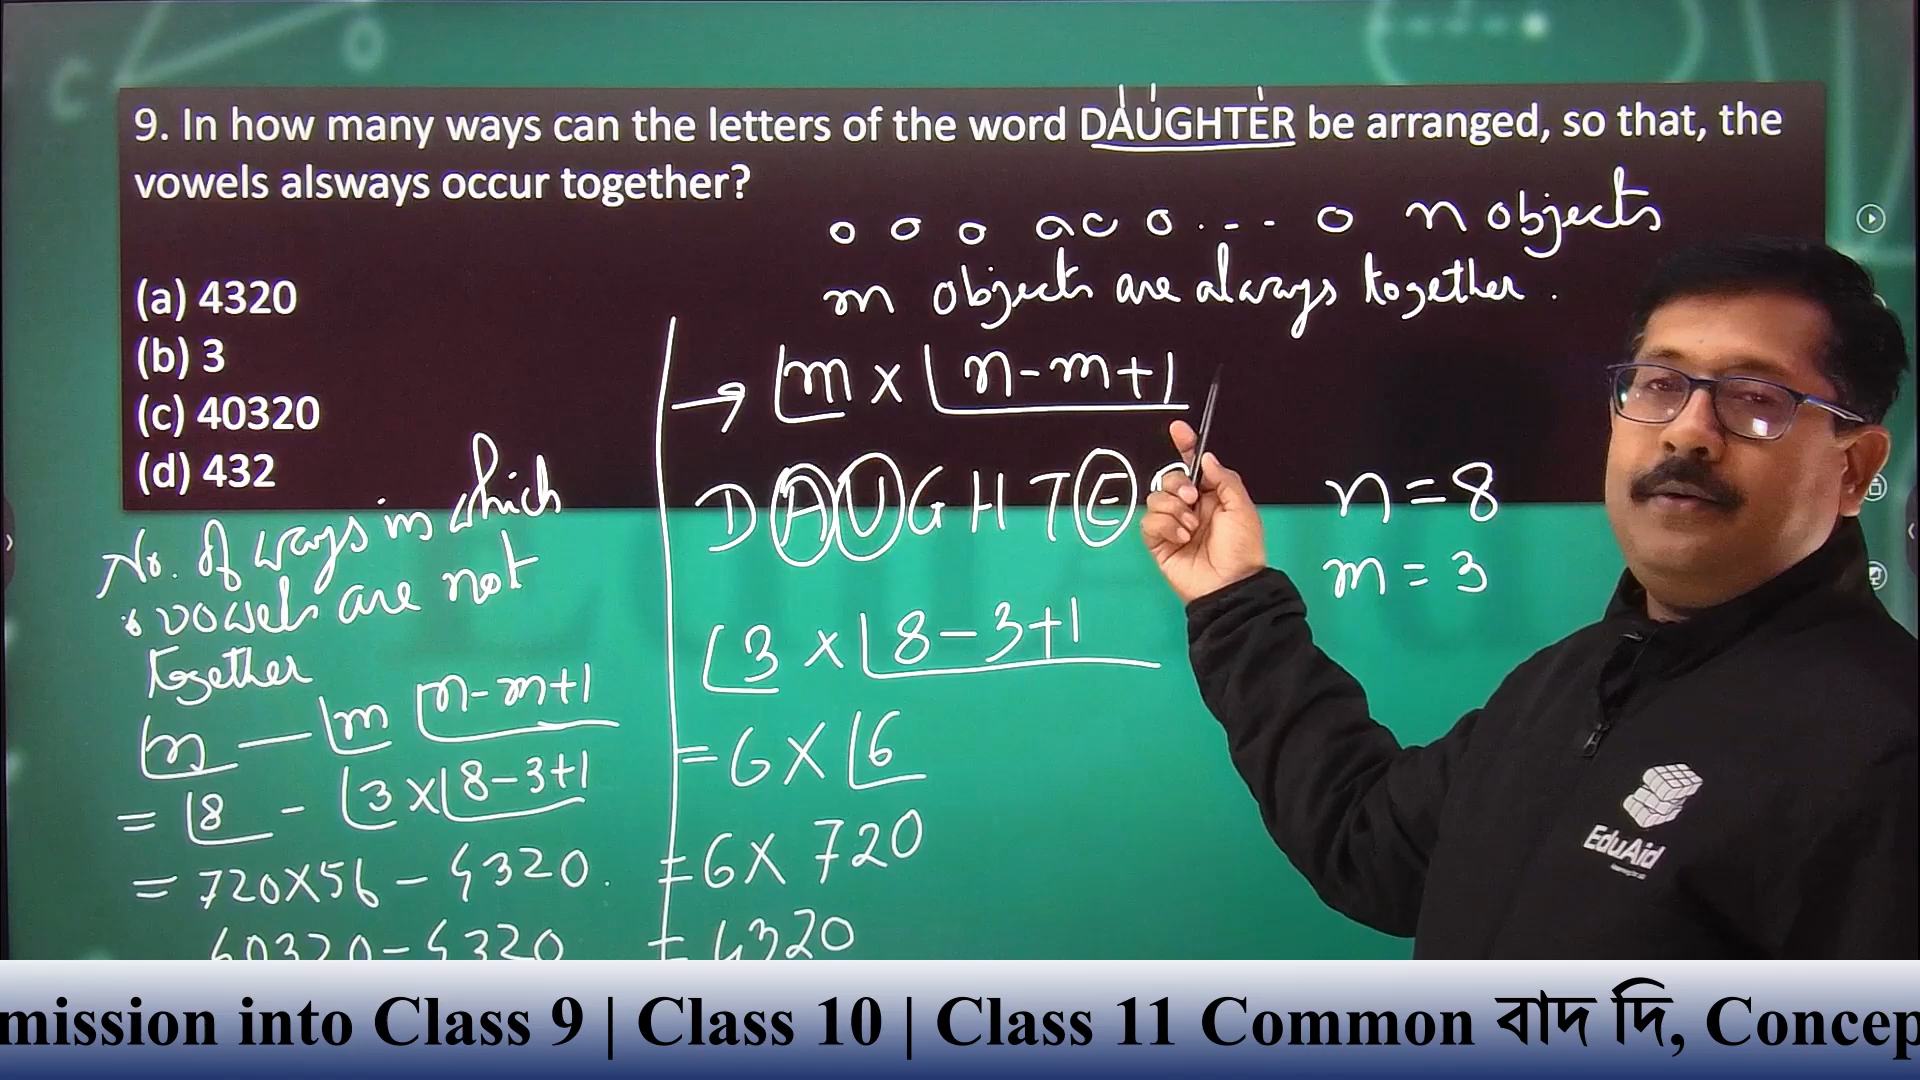 9. In how many ways can the letters of the word DAUGHTER be arranged, so that, the
vowels alsways occur together?
(a) 4320
(b) 3
(c) 40320
(d) 432
n objects
m objects are always together.
→ |m × |n-m+1
D A U G H T E
n = 8
m = 3
|3 × |8-3+1
= 6 × |6
= 6 × 720
= 4320
No. of ways in which
vowels are not
together
|n — |m |n-m+1
= |8 - |3 × |8-3+1
= 720×56 - 4320.
40320 - 4320
EduAid
mission into Class 9 | Class 10 | Class 11 Common বাদ দি, Concep